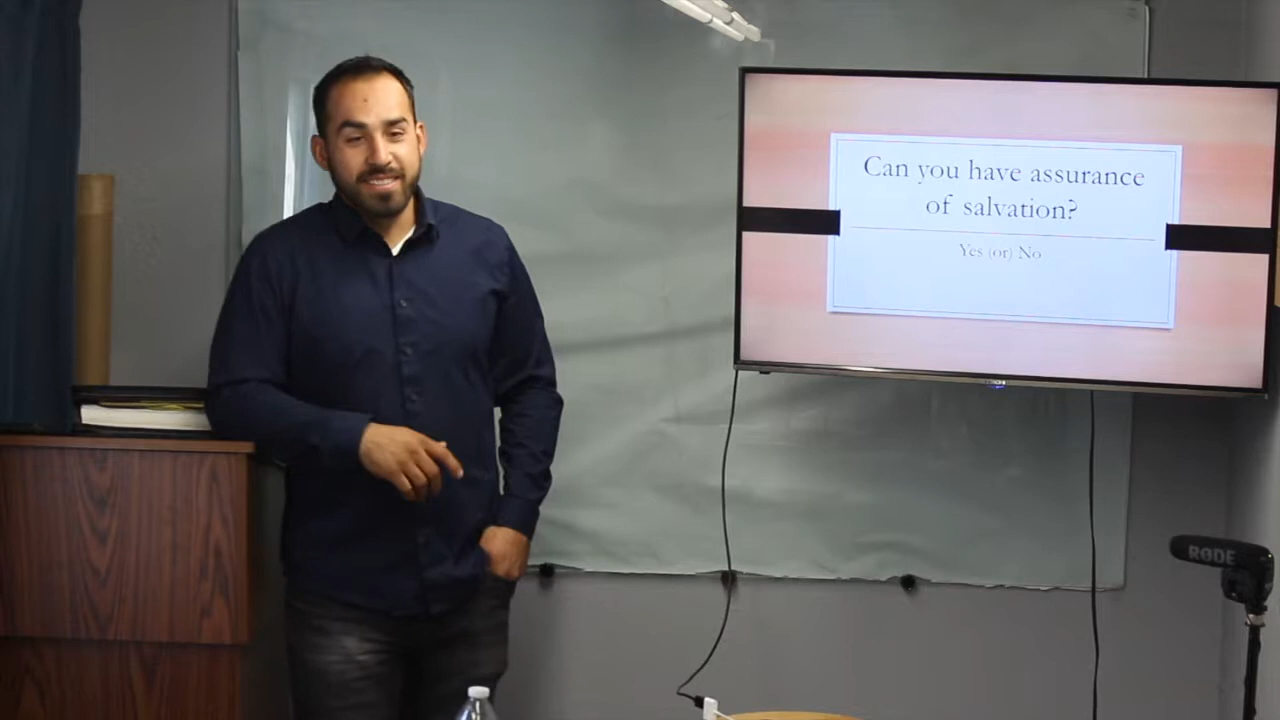 Can you have assurance
of salvation?
Yes (or) No
RØDE